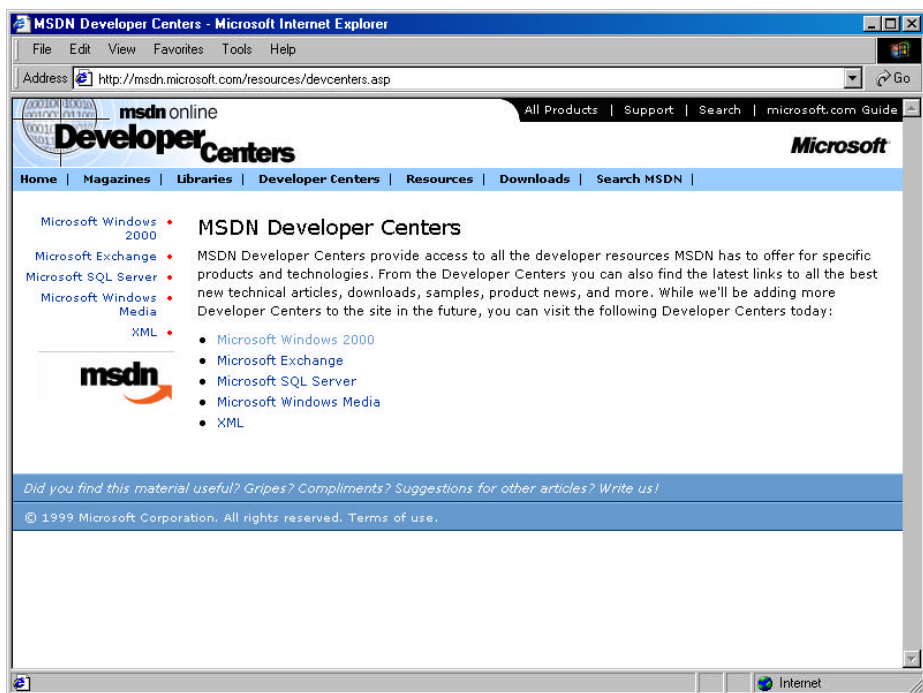 MSDN Developer Centers - Microsoft Internet Explorer
File Edit View Favorites Tools Help
Address http://msdn.microsoft.com/resources/devcenters.asp Go
msdn online
Developer Centers
All Products | Support | Search | microsoft.com Guide
Microsoft
Home | Magazines | Libraries | Developer Centers | Resources | Downloads | Search MSDN |
Microsoft Windows
2000
Microsoft Exchange
Microsoft SQL Server
Microsoft Windows
Media
XML
msdn
MSDN Developer Centers
MSDN Developer Centers provide access to all the developer resources MSDN has to offer for specific
products and technologies. From the Developer Centers you can also find the latest links to all the best
new technical articles, downloads, samples, product news, and more. While we'll be adding more
Developer Centers to the site in the future, you can visit the following Developer Centers today:
• Microsoft Windows 2000
• Microsoft Exchange
• Microsoft SQL Server
• Microsoft Windows Media
• XML
Did you find this material useful? Gripes? Compliments? Suggestions for other articles? Write us!
© 1999 Microsoft Corporation. All rights reserved. Terms of use.
Internet